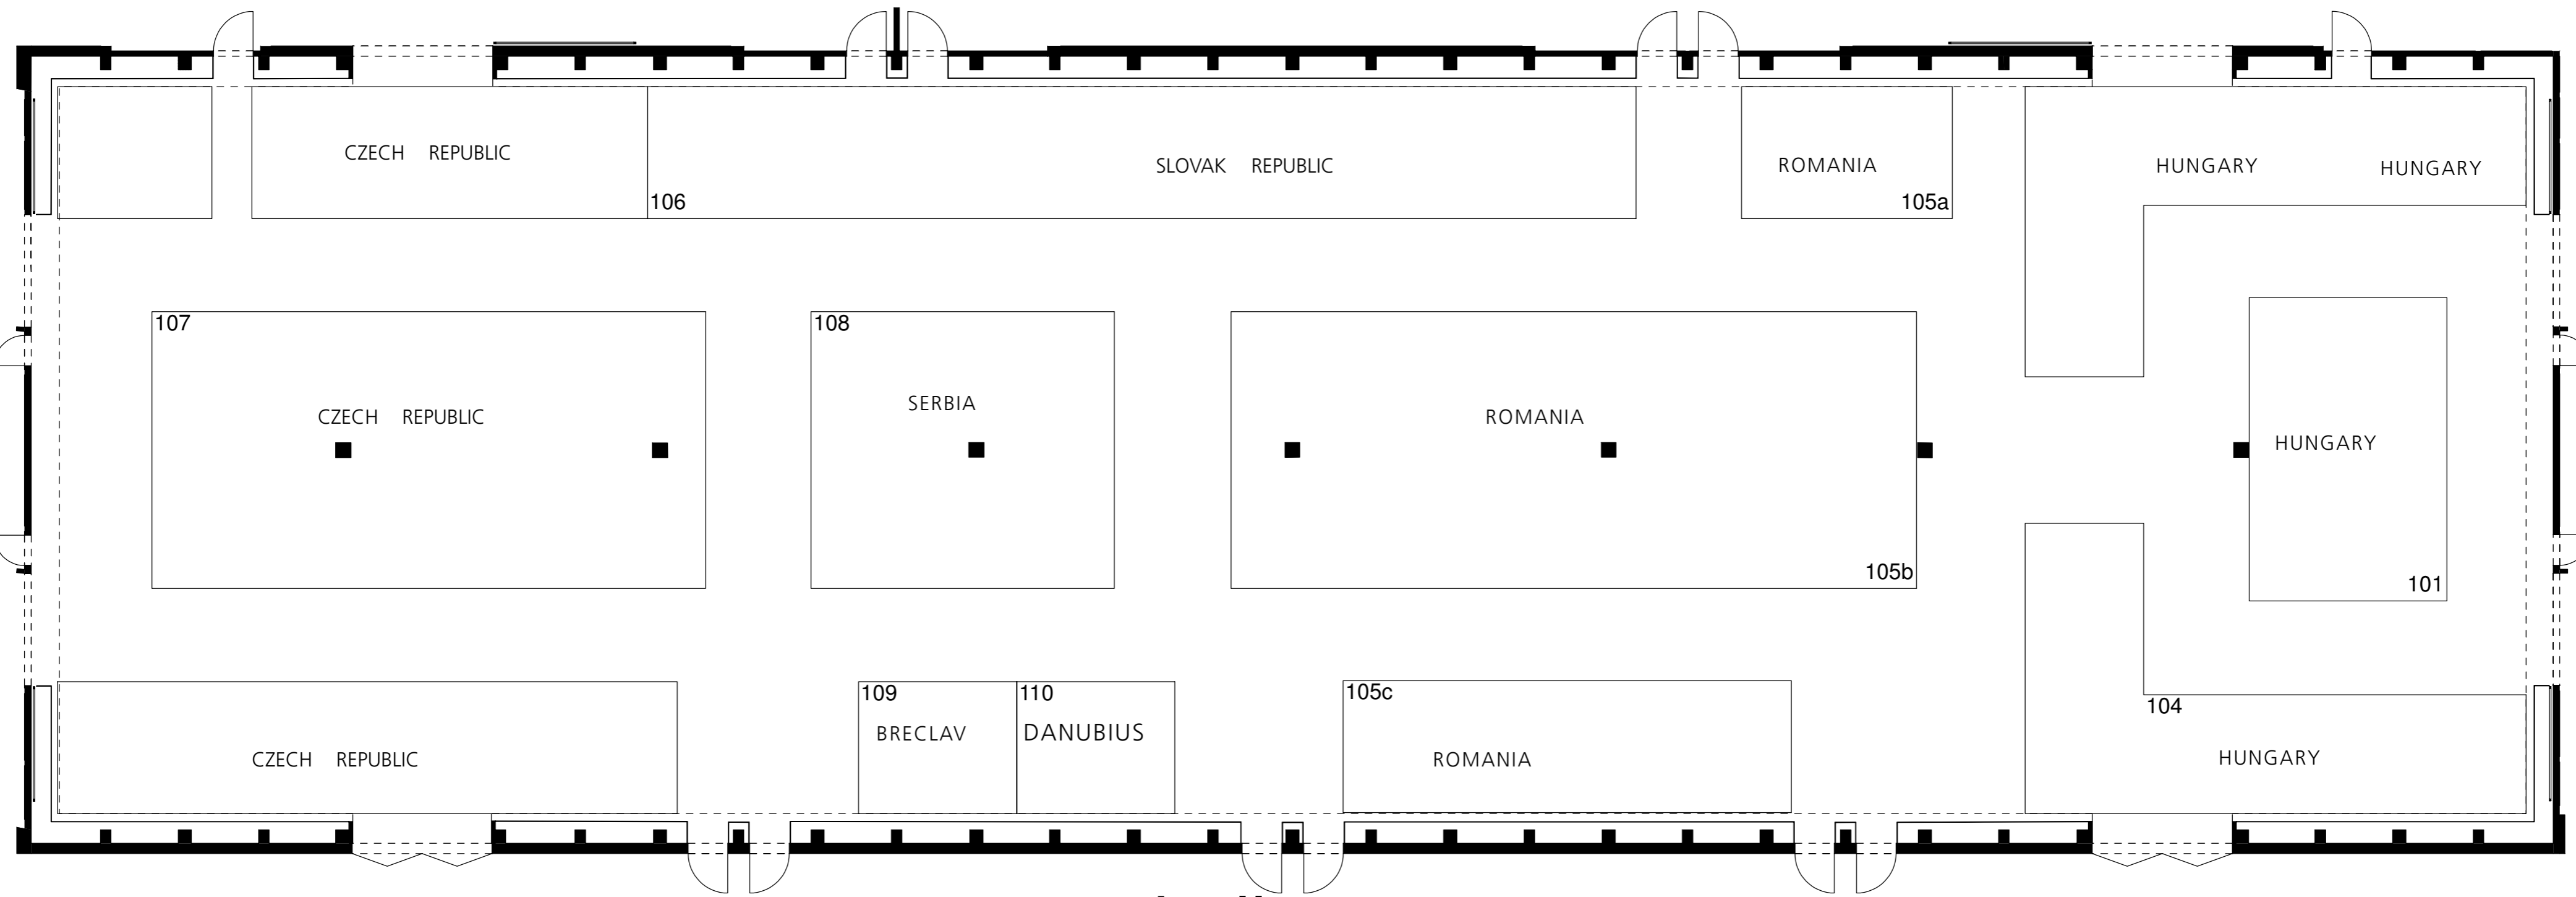 CZECH REPUBLIC
SLOVAK REPUBLIC
106
ROMANIA
105a
HUNGARY
HUNGARY
107
CZECH REPUBLIC
108
SERBIA
ROMANIA
105b
HUNGARY
101
CZECH REPUBLIC
109
BRECLAV
110
DANUBIUS
105c
ROMANIA
104
HUNGARY